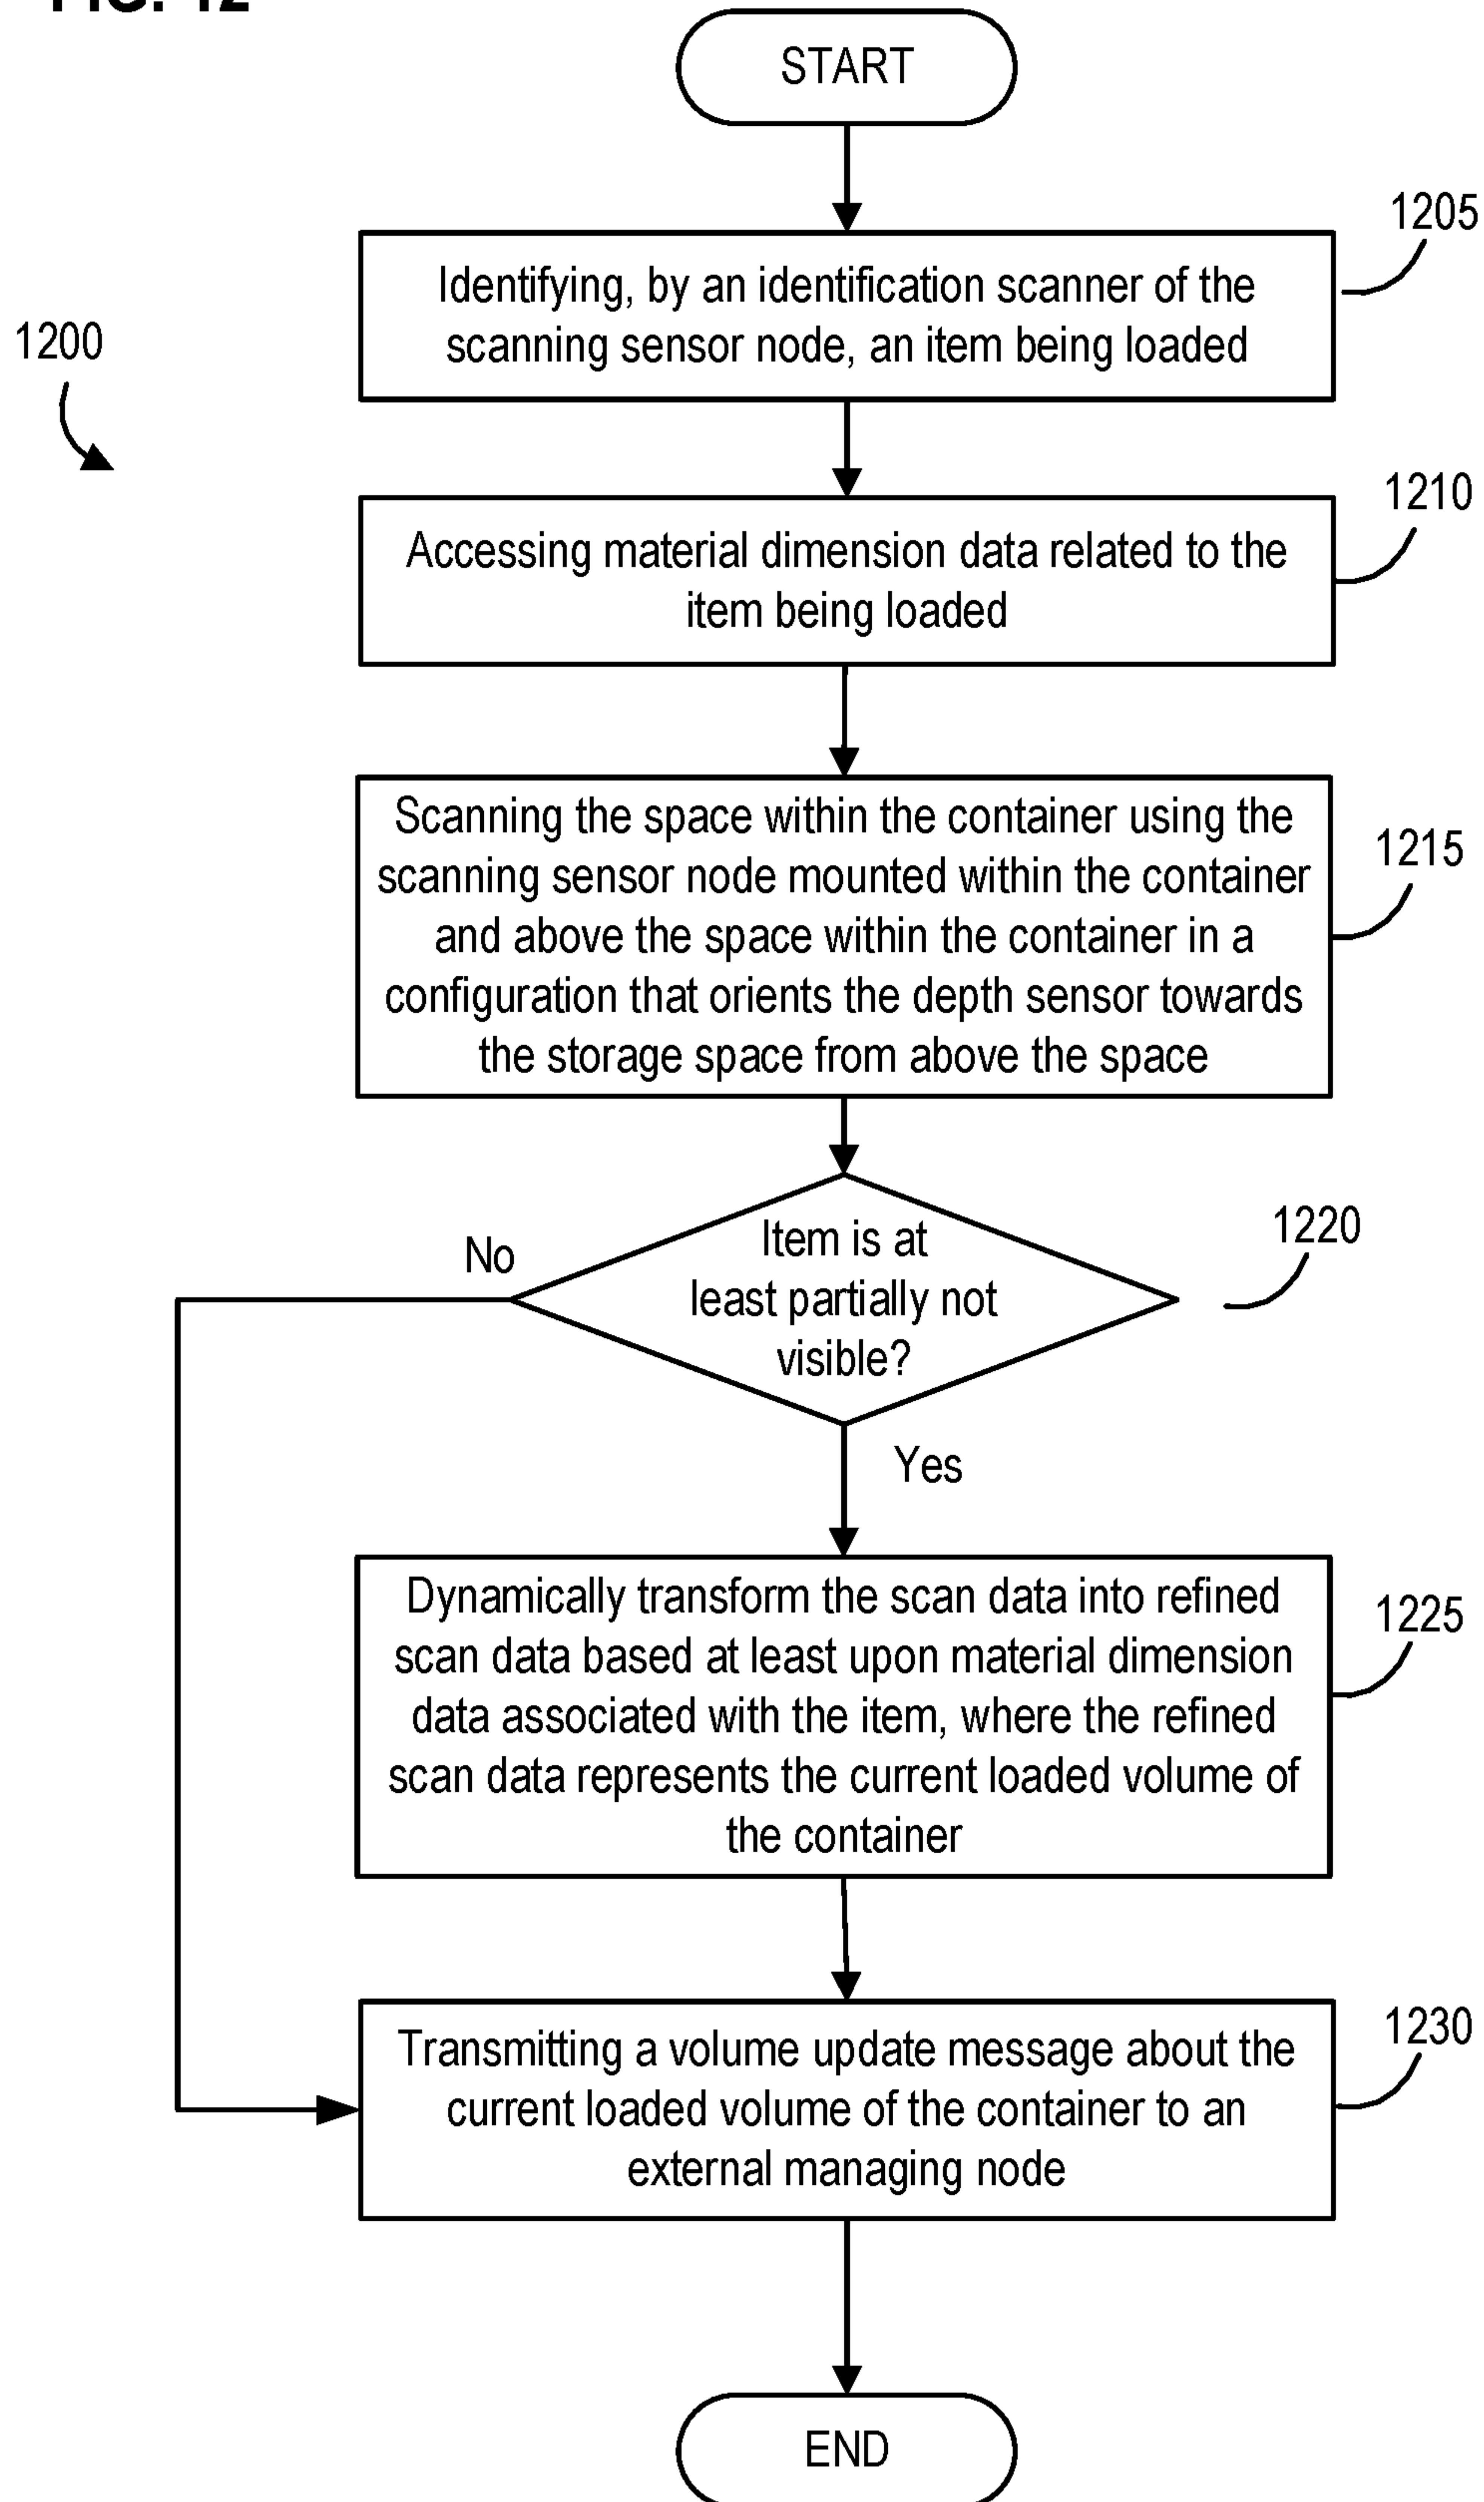 FIG. 12
START
1205
Identifying, by an identification scanner of the
scanning sensor node, an item being loaded
1200
1210
Accessing material dimension data related to the
item being loaded
Scanning the space within the container using the
scanning sensor node mounted within the container
and above the space within the container in a
configuration that orients the depth sensor towards
the storage space from above the space
1215
Item is at
least partially not
visible?
1220
No
Yes
Dynamically transform the scan data into refined
scan data based at least upon material dimension
data associated with the item, where the refined
scan data represents the current loaded volume of
the container
1225
Transmitting a volume update message about the
current loaded volume of the container to an
external managing node
1230
END